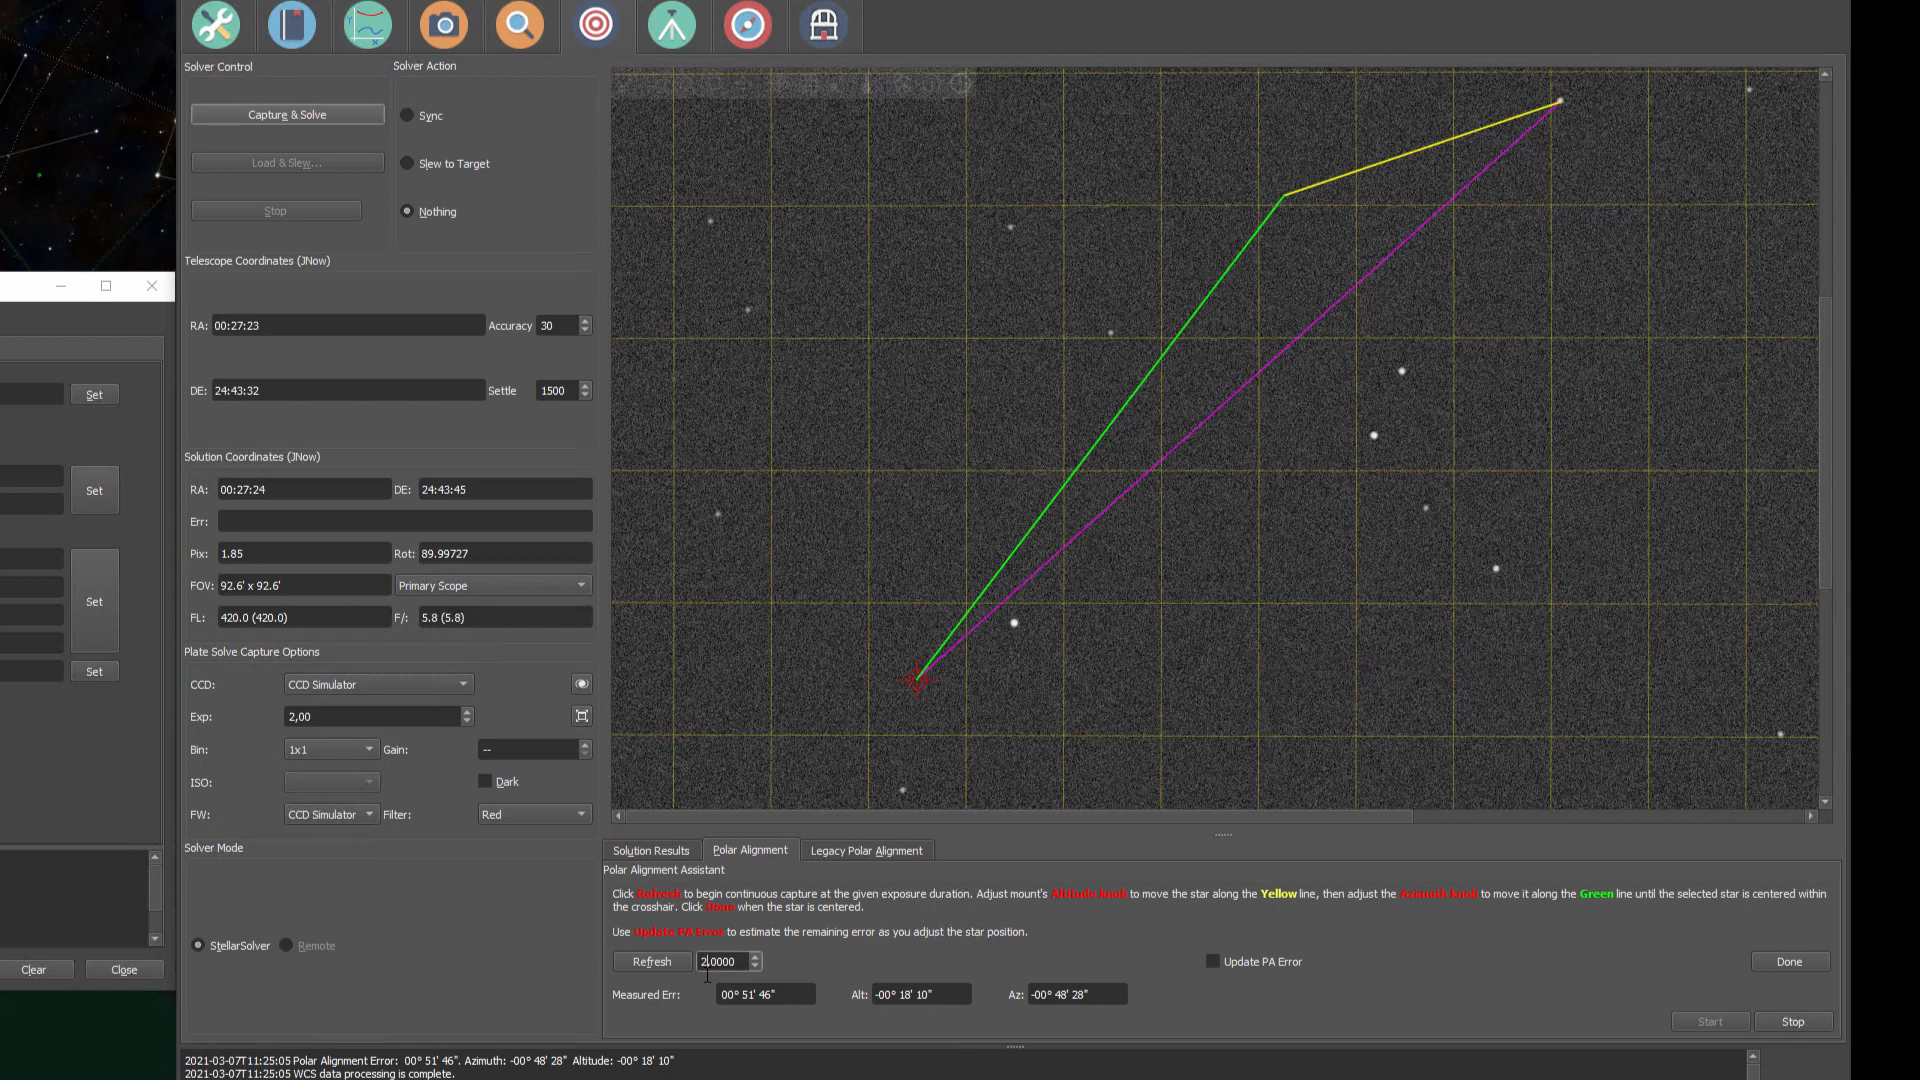 Solver Control
Solver Action
Capture & Solve
Sync
Load & Slew...
Slew to Target
Stop
Nothing
Telescope Coordinates (JNow)
RA: 00:27:23 Accuracy 30
DE: 24:43:32 Settle 1500
Set
Solution Coordinates (JNow)
RA: 00:27:24 DE: 24:43:45
Set
Err:
Pix: 1.85 Rot: 89.99727
FOV: 92.6' x 92.6' Primary Scope
Set
FL: 420.0 (420.0) F/: 5.8 (5.8)
Plate Solve Capture Options
Set
CCD: CCD Simulator
Exp: 2,00
Bin: 1x1 Gain: --
ISO: Dark
FW: CCD Simulator Filter: Red
Solver Mode
StellarSolver Remote
Clear Close
Solution Results Polar Alignment Legacy Polar Alignment
Polar Alignment Assistant
Click Refresh to begin continuous capture at the given exposure duration. Adjust mount's Altitude knob to move the star along the Yellow line, then adjust the Azimuth knob to move it along the Green line until the selected star is centered within
the crosshair. Click Done when the star is centered.
Use Update PA Error to estimate the remaining error as you adjust the star position.
Refresh 2,0000 Update PA Error Done
Measured Err: 00° 51' 46" Alt: -00° 18' 10" Az: -00° 48' 28"
Start Stop
2021-03-07T11:25:05 Polar Alignment Error: 00° 51' 46". Azimuth: -00° 48' 28" Altitude: -00° 18' 10"
2021-03-07T11:25:05 WCS data processing is complete.